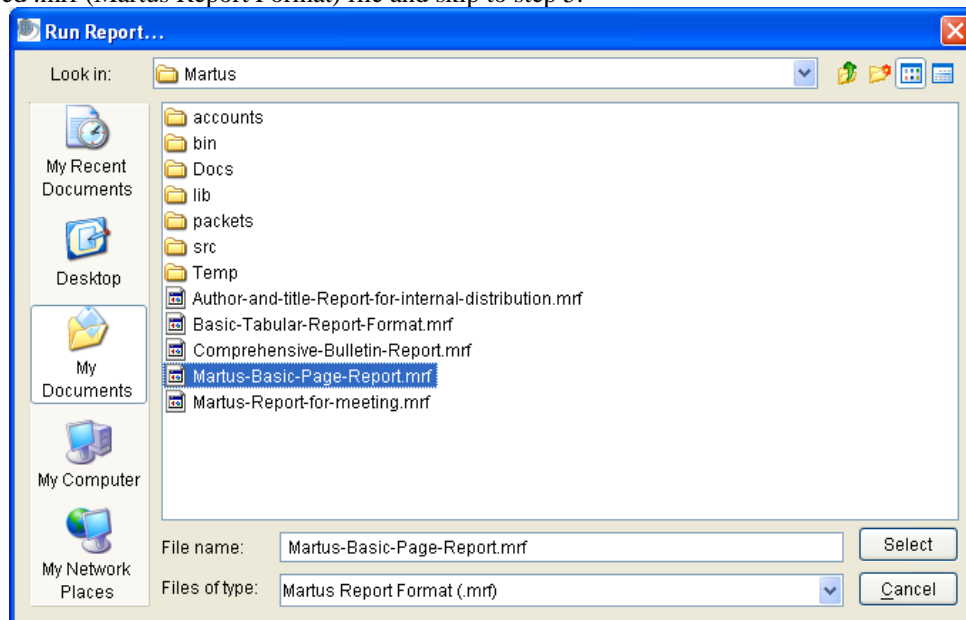 .mrf (Martus Report Format) file and skip to step 5.
Run Report...
Look in:
Martus
My Recent
Documents
Desktop
My
Documents
My Computer
My Network
Places
accounts
bin
Docs
lib
packets
src
Temp
Author-and-title-Report-for-internal-distribution.mrf
Basic-Tabular-Report-Format.mrf
Comprehensive-Bulletin-Report.mrf
Martus-Basic-Page-Report.mrf
Martus-Report-for-meeting.mrf
File name:
Martus-Basic-Page-Report.mrf
Select
Files of type:
Martus Report Format (.mrf)
Cancel